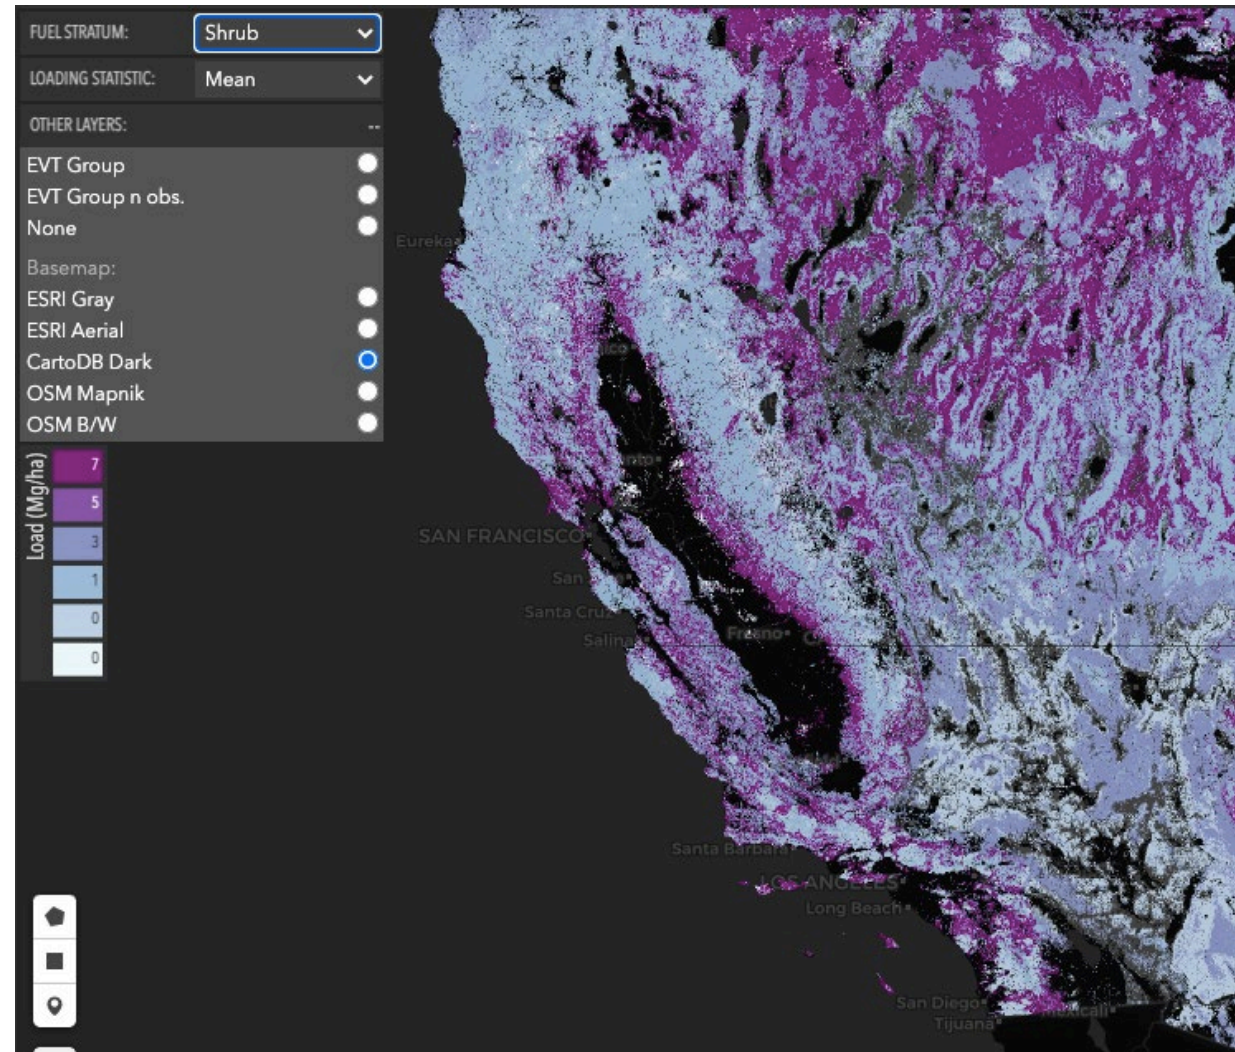 FUEL STRATUM: Shrub
LOADING STATISTIC: Mean
OTHER LAYERS: --
EVT Group
EVT Group n obs.
None
Basemap:
ESRI Gray
ESRI Aerial
CartoDB Dark
OSM Mapnik
OSM B/W
Load (Mg/ha)
7
5
3
1
0
0
Eureka
SAN FRANCISCO
San
Santa Cruz
Salina
Fresno
Santa Barbara
LOS ANGELES
Long Beach
San Diego
Tijuana
Mexicali